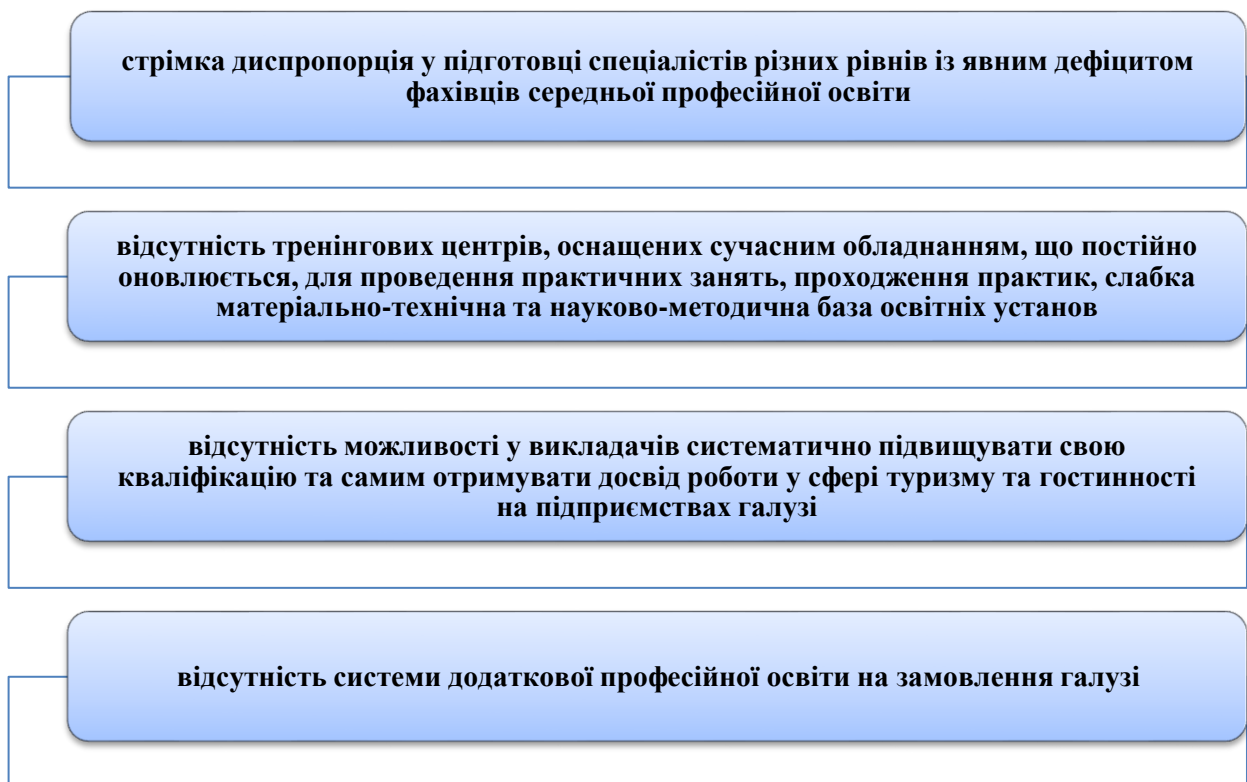 стрімка диспропорція у підготовці спеціалістів різних рівнів із явним дефіцитом
фахівців середньої професійної освіти
відсутність тренінгових центрів, оснащених сучасним обладнанням, що постійно
оновлюється, для проведення практичних занять, проходження практик, слабка
матеріально-технічна та науково-методична база освітніх установ
відсутність можливості у викладачів систематично підвищувати свою
кваліфікацію та самим отримувати досвід роботи у сфері туризму та гостинності
на підприємствах галузі
відсутність системи додаткової професійної освіти на замовлення галузі